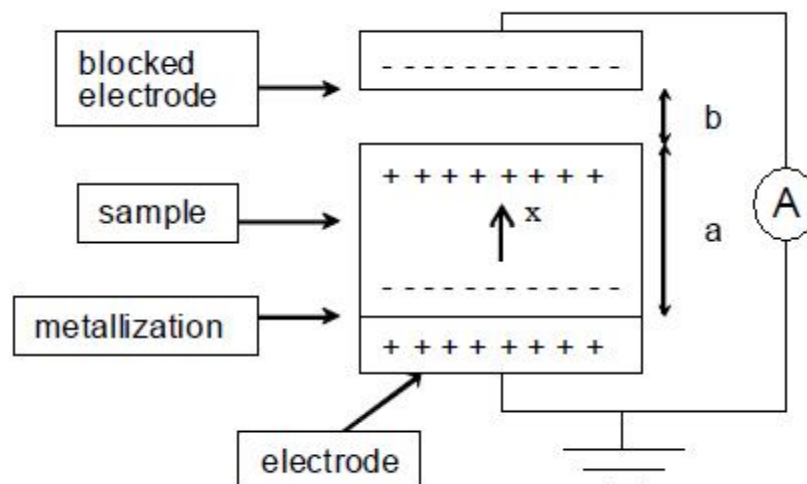 blocked
electrode
- - - - - - - - - - - - -
b
+ + + + + + + +
sample
x
A
a
- - - - - - - - - - - - -
metallization
+ + + + + + + +
electrode